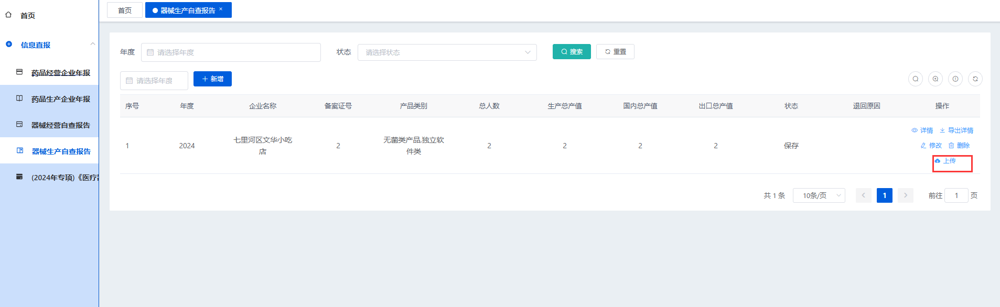 首页
信息直报
药品经营企业年报
药品生产企业年报
器械经营自查报告
器械生产自查报告
(2024年专项)《医疗
首页
器械生产自查报告 ×
年度 请选择年度 状态 请选择状态 搜索 重置
请选择年度 新增
序号 年度 企业名称 备案证号 产品类别 总人数 生产总产值 国内总产值 出口总产值 状态 退回原因 操作
1 2024 七里河区文华小吃
店 2 无菌类产品,独立软
件类 2 2 2 2 保存
详情 导出详情
修改 删除
上传
共 1 条 10条/页 1 前往 1 页